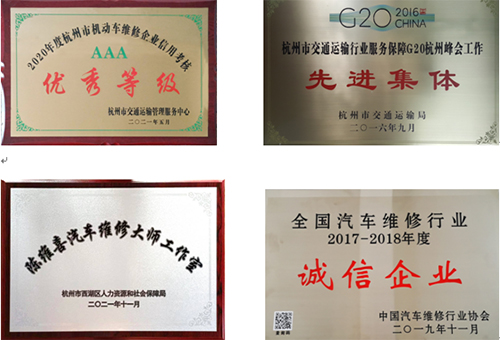 2020年度杭州市机动车维修企业信用考核
AAA
优秀等级
杭州市交通运输管理服务中心
二〇二一年五月
G20 2016 CHINA
杭州市交通运输行业服务保障G20杭州峰会工作
先进集体
杭州市交通运输局
二〇一六年九月
陈维喜汽车维修大师工作室
杭州市西湖区人力资源和社会保障局
二〇二一年十一月
全国汽车维修行业
2017-2018年度
诚信企业
中国汽车维修行业协会
二〇一九年十一月